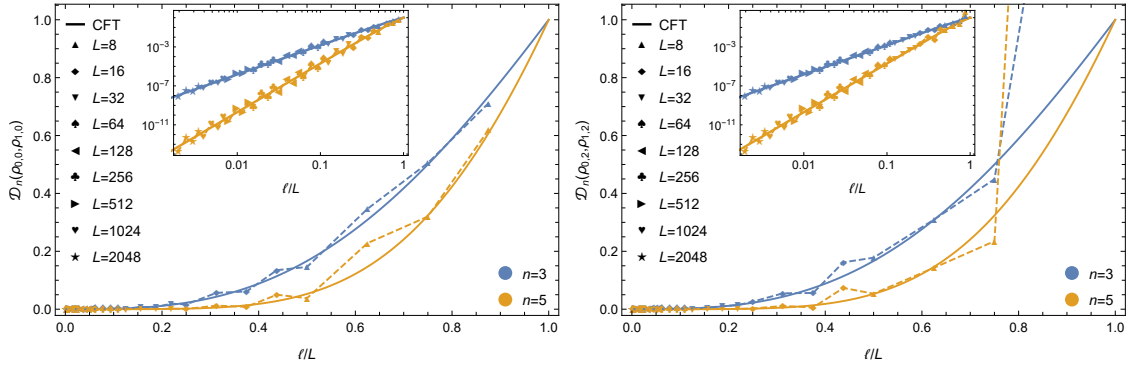 CFT
L=8
L=16
L=32
L=64
L=128
L=256
L=512
L=1024
L=2048
n=3
n=5
10⁻³
10⁻⁷
10⁻¹¹
0.01
0.1
1
ℓ/L
0.0
0.2
0.4
0.6
0.8
1.0
0.0
0.2
0.4
0.6
0.8
1.0
ℓ/L
𝒟ₙ(ρ₀,₀,ρ₁,₀)
CFT
L=8
L=16
L=32
L=64
L=128
L=256
L=512
L=1024
L=2048
n=3
n=5
10⁻³
10⁻⁷
10⁻¹¹
0.01
0.1
1
ℓ/L
0.0
0.2
0.4
0.6
0.8
1.0
0.0
0.2
0.4
0.6
0.8
1.0
ℓ/L
𝒟ₙ(ρ₀,₂,ρ₁,₂)